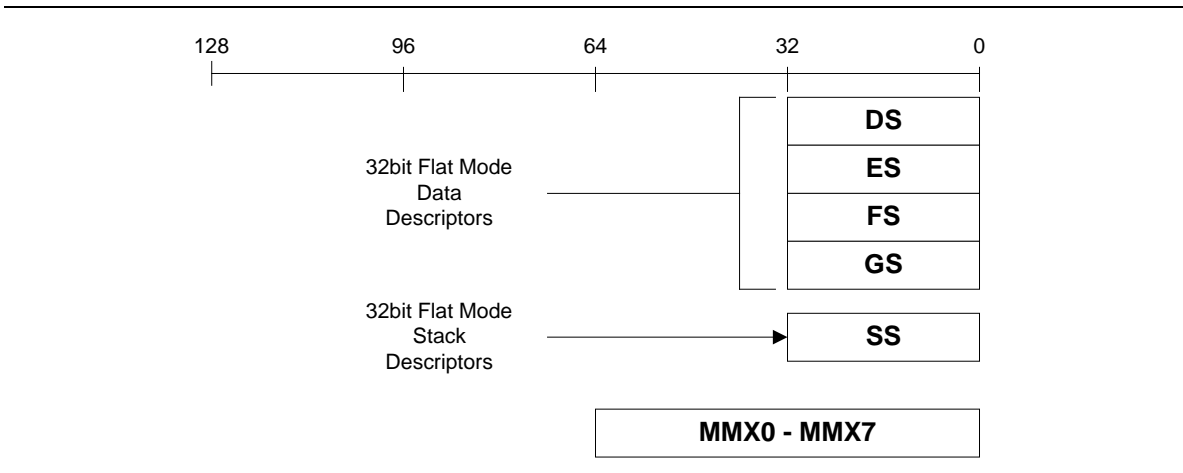 128 96 64 32 0
DS
32bit Flat Mode
Data
Descriptors
ES
FS
GS
32bit Flat Mode
Stack
Descriptors
SS
MMX0 - MMX7